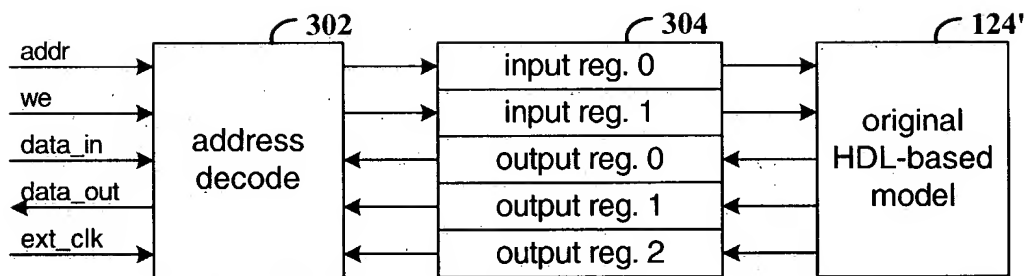 302
304
124'
addr
we
data_in
data_out
ext_clk
address
decode
input reg. 0
input reg. 1
output reg. 0
output reg. 1
output reg. 2
original
HDL-based
model